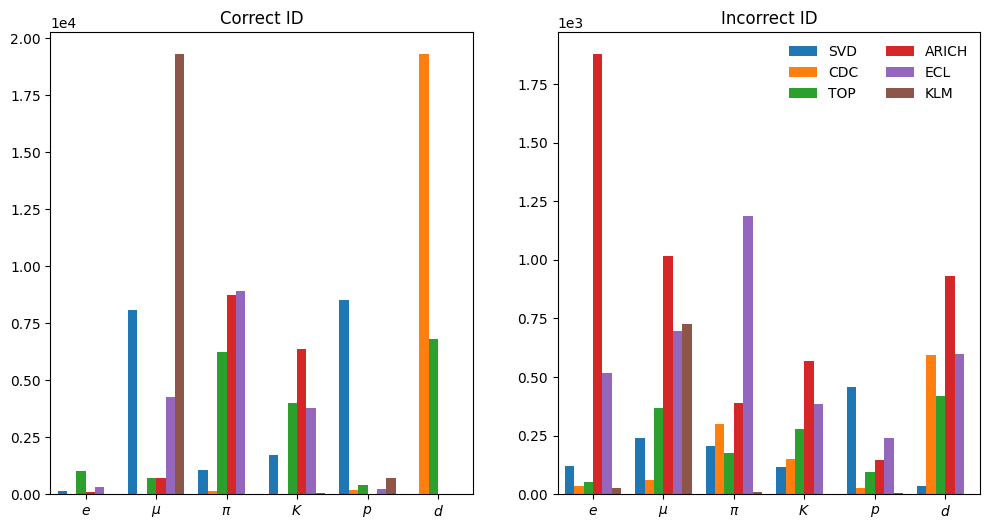 Correct ID
1e4
2.00
1.75
1.50
1.25
1.00
0.75
0.50
0.25
0.00
e μ π K p d
Incorrect ID
1e3
1.75
1.50
1.25
1.00
0.75
0.50
0.25
0.00
e μ π K p d
SVD
CDC
TOP
ARICH
ECL
KLM